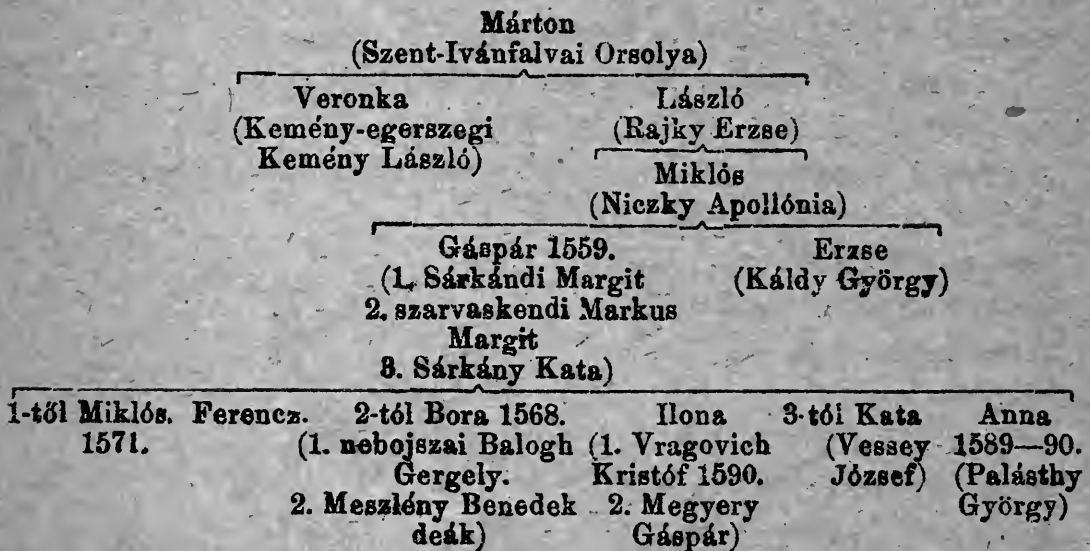 Márton
(Szent-Ivánfalvai Orsolya)
Veronka László
(Kemény-egerszegi (Rajky Erzse)
Kemény László) Miklós
(Niczky Apollónia)
Gáspár 1559. Erzse
(1. Sárkándi Margit (Káldy György)
2. szarvaskendi Markus
Margit
3. Sárkány Kata)
1-től Miklós. Ferencz. 2-tól Bora 1568. Ilona 3-tól Kata Anna
1571. (1. nebojszai Balogh (1. Vragovich (Vessey 1589—90.
Gergely. Kristóf 1590. József) (Palásthy
2. Meszlény Benedek 2. Megyery György)
deák) Gáspár)